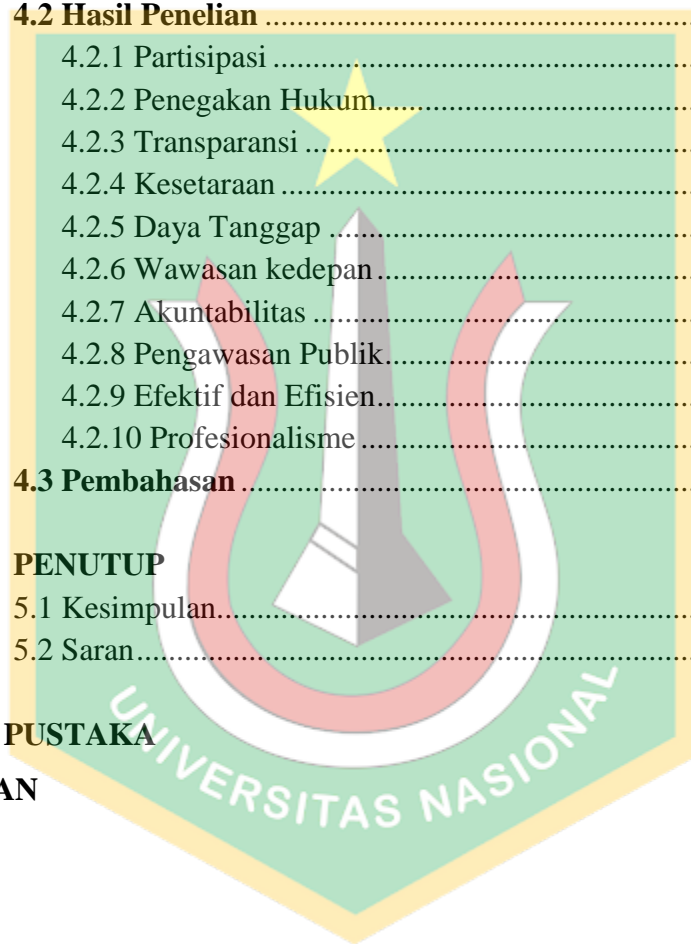 4.2 Hasil Penelian ........................................................
4.2.1 Partisipasi ........................................................
4.2.2 Penegakan Hukum........................................................
4.2.3 Transparansi ........................................................
4.2.4 Kesetaraan ........................................................
4.2.5 Daya Tanggap ........................................................
4.2.6 Wawasan kedepan ........................................................
4.2.7 Akuntabilitas ........................................................
4.2.8 Pengawasan Publik........................................................
4.2.9 Efektif dan Efisien........................................................
4.2.10 Profesionalisme ........................................................
4.3 Pembahasan ........................................................
PENUTUP
5.1 Kesimpulan........................................................
5.2 Saran........................................................
PUSTAKA
AN
UNIVERSITAS NASIONAL